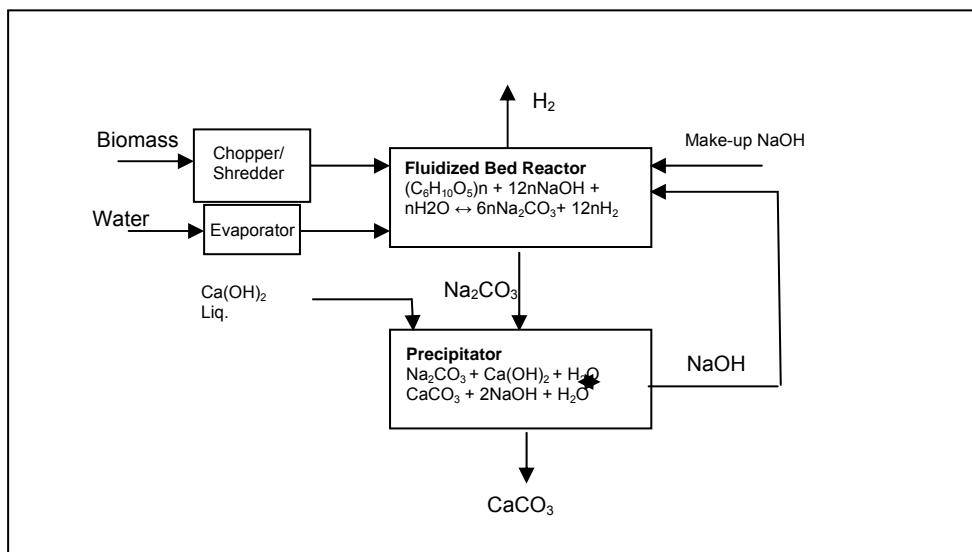 H₂
Biomass
Chopper/
Shredder
Make-up NaOH
Fluidized Bed Reactor
(C₆H₁₀O₅)n + 12nNaOH +
nH2O ↔ 6nNa₂CO₃+ 12nH₂
Water
Evaporator
Ca(OH)₂
Liq.
Na₂CO₃
Precipitator
Na₂CO₃ + Ca(OH)₂ + H₂O
CaCO₃ + 2NaOH + H₂O
NaOH
CaCO₃